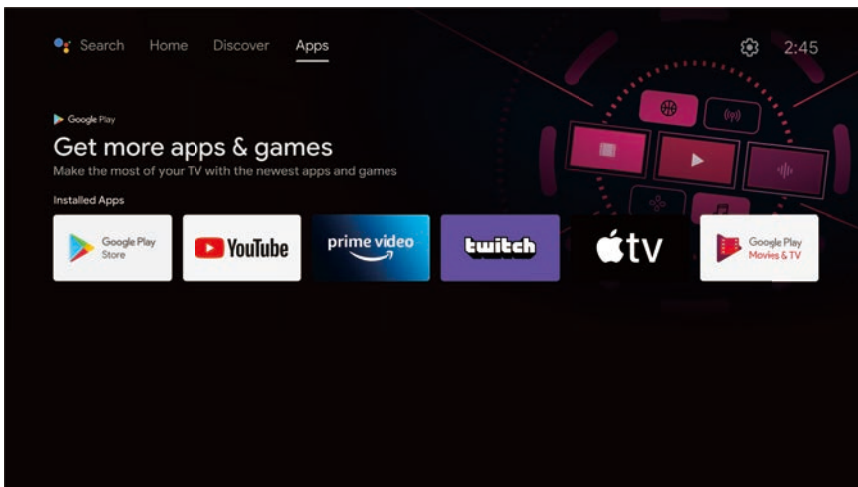 Search Home Discover Apps 2:45
Google Play
Get more apps & games
Make the most of your TV with the newest apps and games
Installed Apps
Google Play
Store
YouTube
prime video
twitch
tv
Google Play
Movies & TV